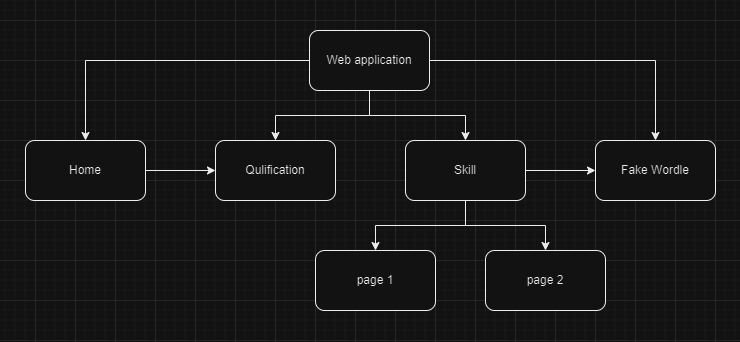 Web application
Home
Qulification
Skill
Fake Wordle
page 1
page 2